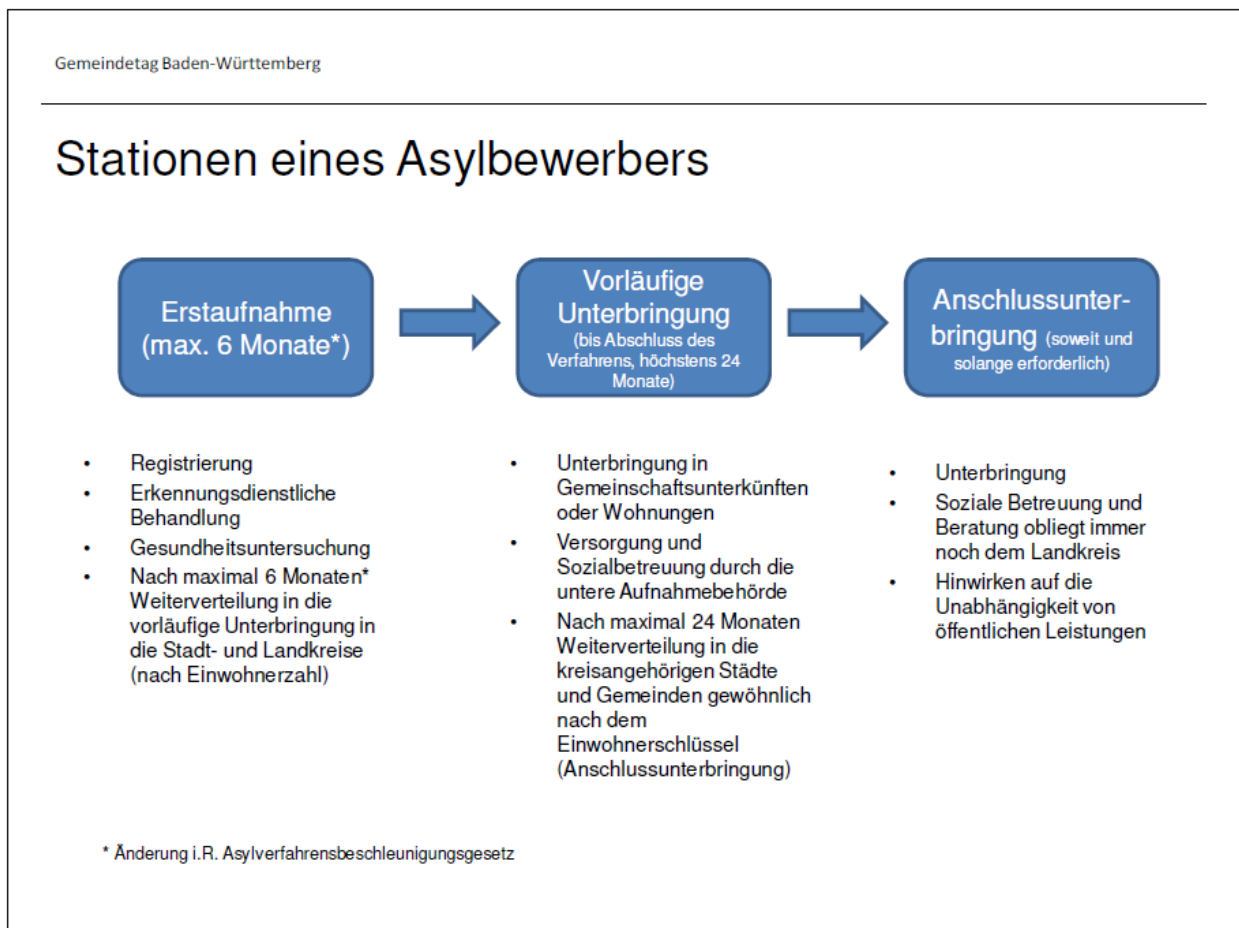 Gemeindetag Baden-Württemberg
Stationen eines Asylbewerbers
Erstaufnahme
(max. 6 Monate*)
Vorläufige
Unterbringung
(bis Abschluss des
Verfahrens, höchstens 24
Monate)
Anschlussunter-
bringung (soweit und
solange erforderlich)
• Registrierung
• Erkennungsdienstliche
Behandlung
• Gesundheitsuntersuchung
• Nach maximal 6 Monaten*
Weiterverteilung in die
vorläufige Unterbringung in
die Stadt- und Landkreise
(nach Einwohnerzahl)
• Unterbringung in
Gemeinschaftsunterkünften
oder Wohnungen
• Versorgung und
Sozialbetreuung durch die
untere Aufnahmebehörde
• Nach maximal 24 Monaten
Weiterverteilung in die
kreisangehörigen Städte
und Gemeinden gewöhnlich
nach dem
Einwohnerschlüssel
(Anschlussunterbringung)
• Unterbringung
• Soziale Betreuung und
Beratung obliegt immer
noch dem Landkreis
• Hinwirken auf die
Unabhängigkeit von
öffentlichen Leistungen
* Änderung i.R. Asylverfahrensbeschleunigungsgesetz